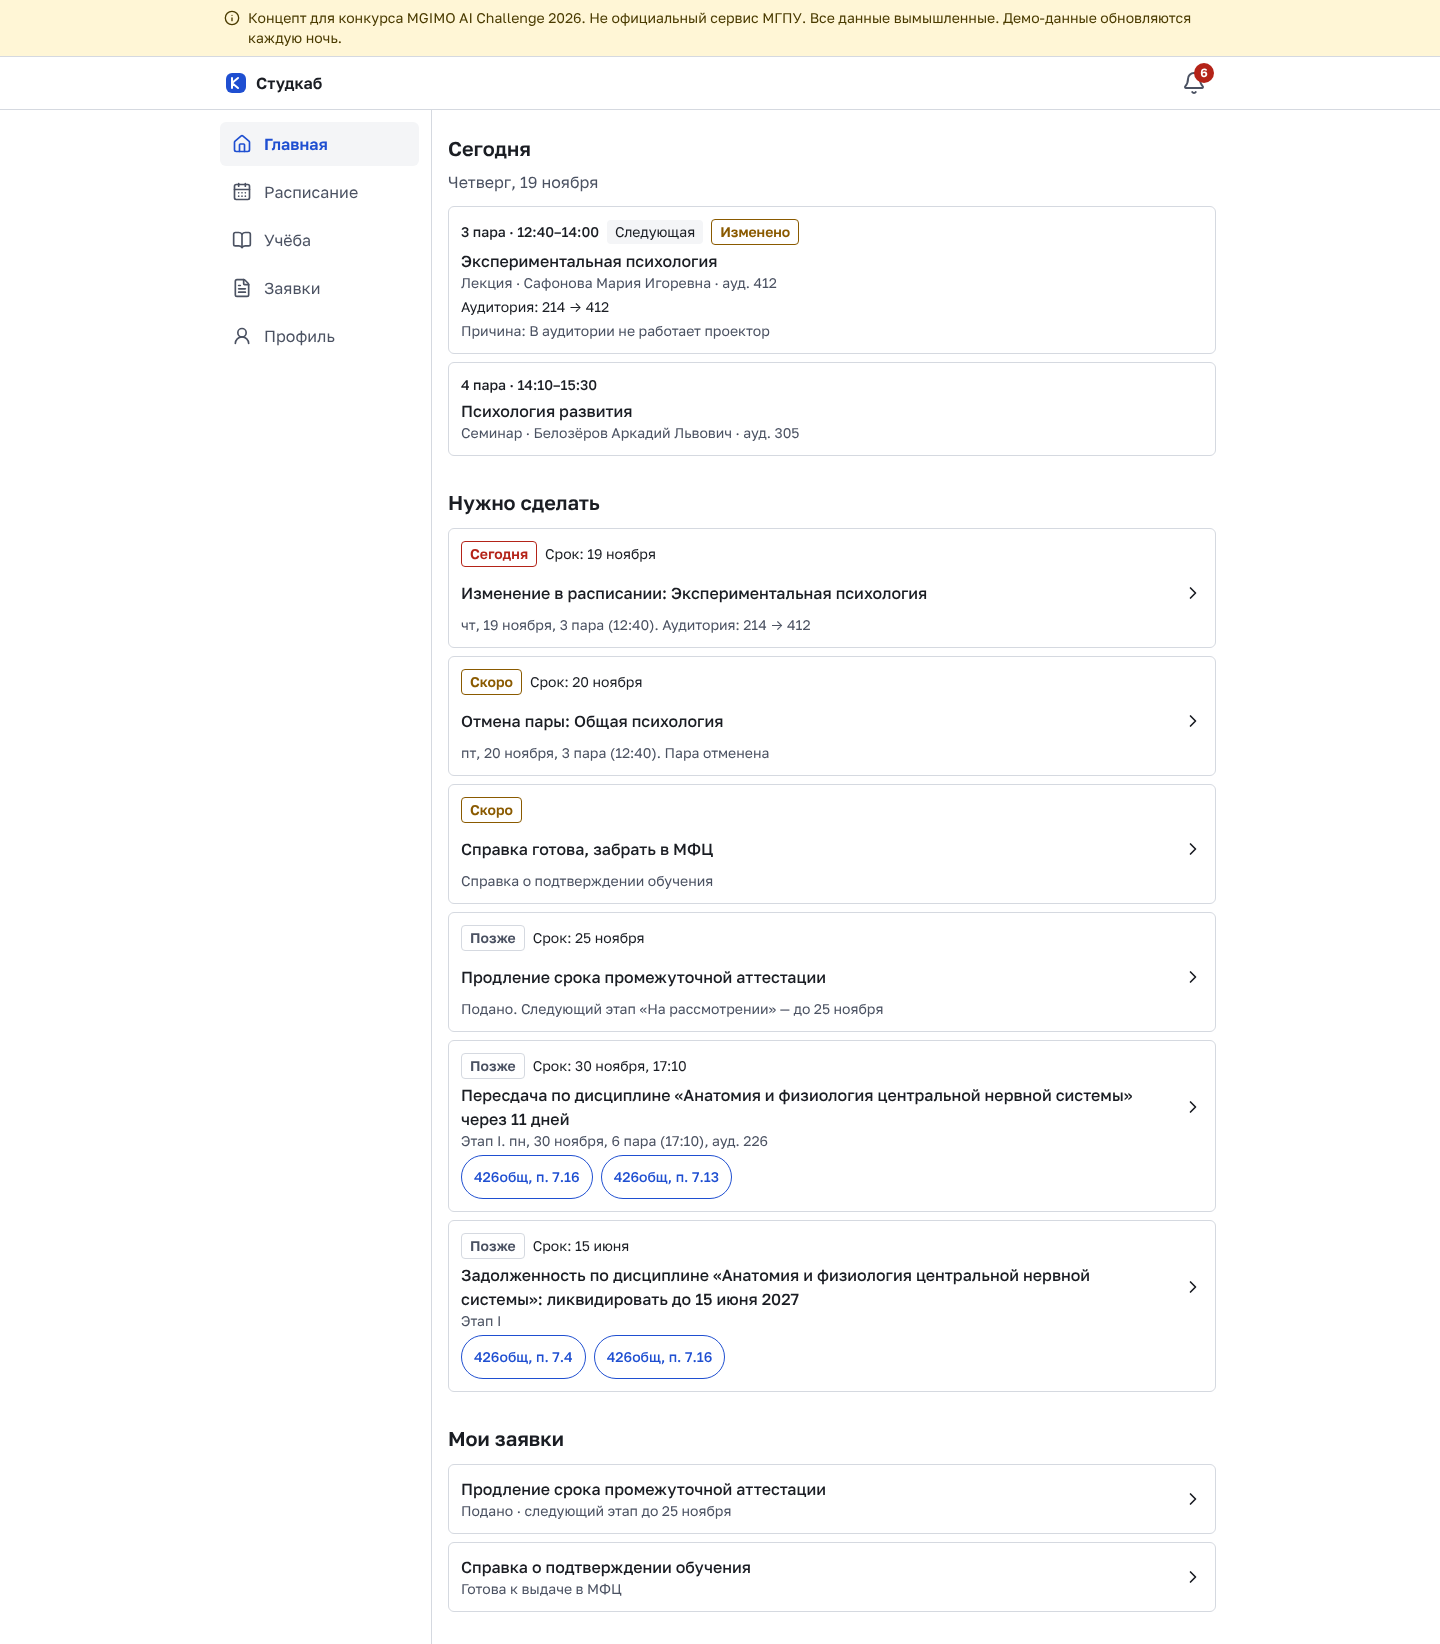 Концепт для конкурса MGIMO AI Challenge 2026. Не официальный сервис МГПУ. Все данные вымышленные. Демо-данные обновляются
каждую ночь.
K Студкаб
6
Главная
Расписание
Учёба
Заявки
Профиль
Сегодня
Четверг, 19 ноября
3 пара · 12:40–14:00 Следующая Изменено
Экспериментальная психология
Лекция · Сафонова Мария Игоревна · ауд. 412
Аудитория: 214 → 412
Причина: В аудитории не работает проектор
4 пара · 14:10–15:30
Психология развития
Семинар · Белозёров Аркадий Львович · ауд. 305
Нужно сделать
Сегодня Срок: 19 ноября
Изменение в расписании: Экспериментальная психология
чт, 19 ноября, 3 пара (12:40). Аудитория: 214 → 412
Скоро Срок: 20 ноября
Отмена пары: Общая психология
пт, 20 ноября, 3 пара (12:40). Пара отменена
Скоро
Справка готова, забрать в МФЦ
Справка о подтверждении обучения
Позже Срок: 25 ноября
Продление срока промежуточной аттестации
Подано. Следующий этап «На рассмотрении» — до 25 ноября
Позже Срок: 30 ноября, 17:10
Пересдача по дисциплине «Анатомия и физиология центральной нервной системы»
через 11 дней
Этап I. пн, 30 ноября, 6 пара (17:10), ауд. 226
426общ, п. 7.16 426общ, п. 7.13
Позже Срок: 15 июня
Задолженность по дисциплине «Анатомия и физиология центральной нервной
системы»: ликвидировать до 15 июня 2027
Этап I
426общ, п. 7.4 426общ, п. 7.16
Мои заявки
Продление срока промежуточной аттестации
Подано · следующий этап до 25 ноября
Справка о подтверждении обучения
Готова к выдаче в МФЦ